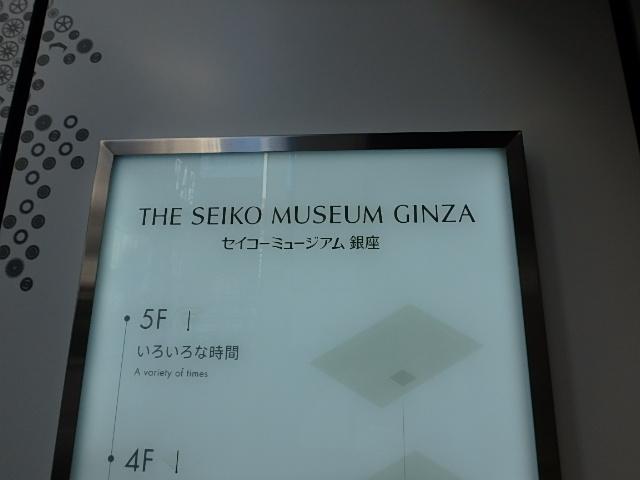 THE SEIKO MUSEUM GINZA
セイコーミュージアム 銀座
5F
いろいろな時間
A variety of times
4F